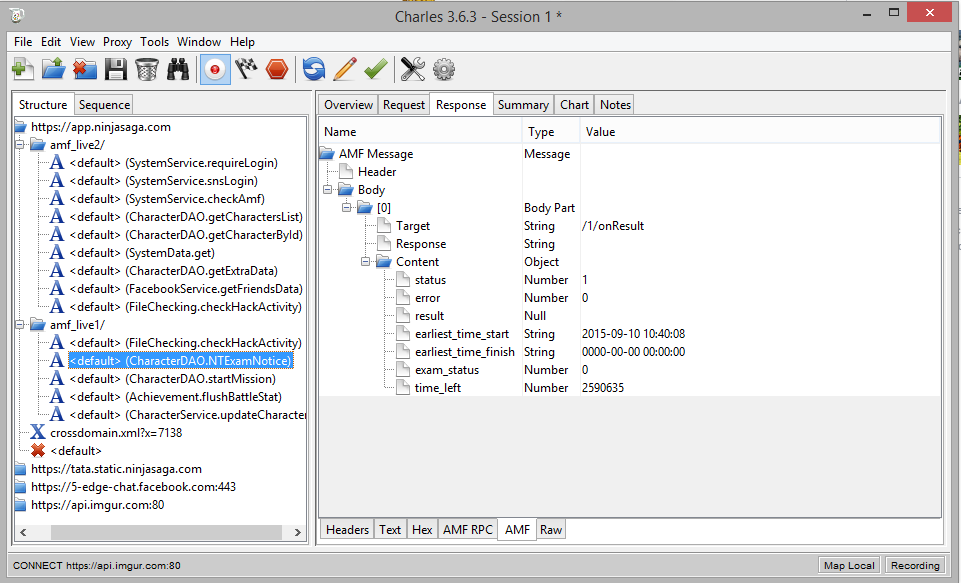 Charles 3.6.3 - Session 1 *
File Edit View Proxy Tools Window Help
Structure Sequence
https://app.ninjasaga.com
amf_live2/
<default> (SystemService.requireLogin)
<default> (SystemService.snsLogin)
<default> (SystemService.checkAmf)
<default> (CharacterDAO.getCharactersList)
<default> (CharacterDAO.getCharacterById)
<default> (SystemData.get)
<default> (CharacterDAO.getExtraData)
<default> (FacebookService.getFriendsData)
<default> (FileChecking.checkHackActivity)
amf_live1/
<default> (FileChecking.checkHackActivity)
<default> (CharacterDAO.NTExamNotice)
<default> (CharacterDAO.startMission)
<default> (Achievement.flushBattleStat)
<default> (CharacterService.updateCharacter
crossdomain.xml?x=7138
<default>
https://tata.static.ninjasaga.com
https://5-edge-chat.facebook.com:443
https://api.imgur.com:80
Overview Request Response Summary Chart Notes
Name Type Value
AMF Message Message
Header
Body
[0] Body Part
Target String /1/onResult
Response String
Content Object
status Number 1
error Number 0
result Null
earliest_time_start String 2015-09-10 10:40:08
earliest_time_finish String 0000-00-00 00:00:00
exam_status Number 0
time_left Number 2590635
Headers Text Hex AMF RPC AMF Raw
CONNECT https://api.imgur.com:80
Map Local Recording